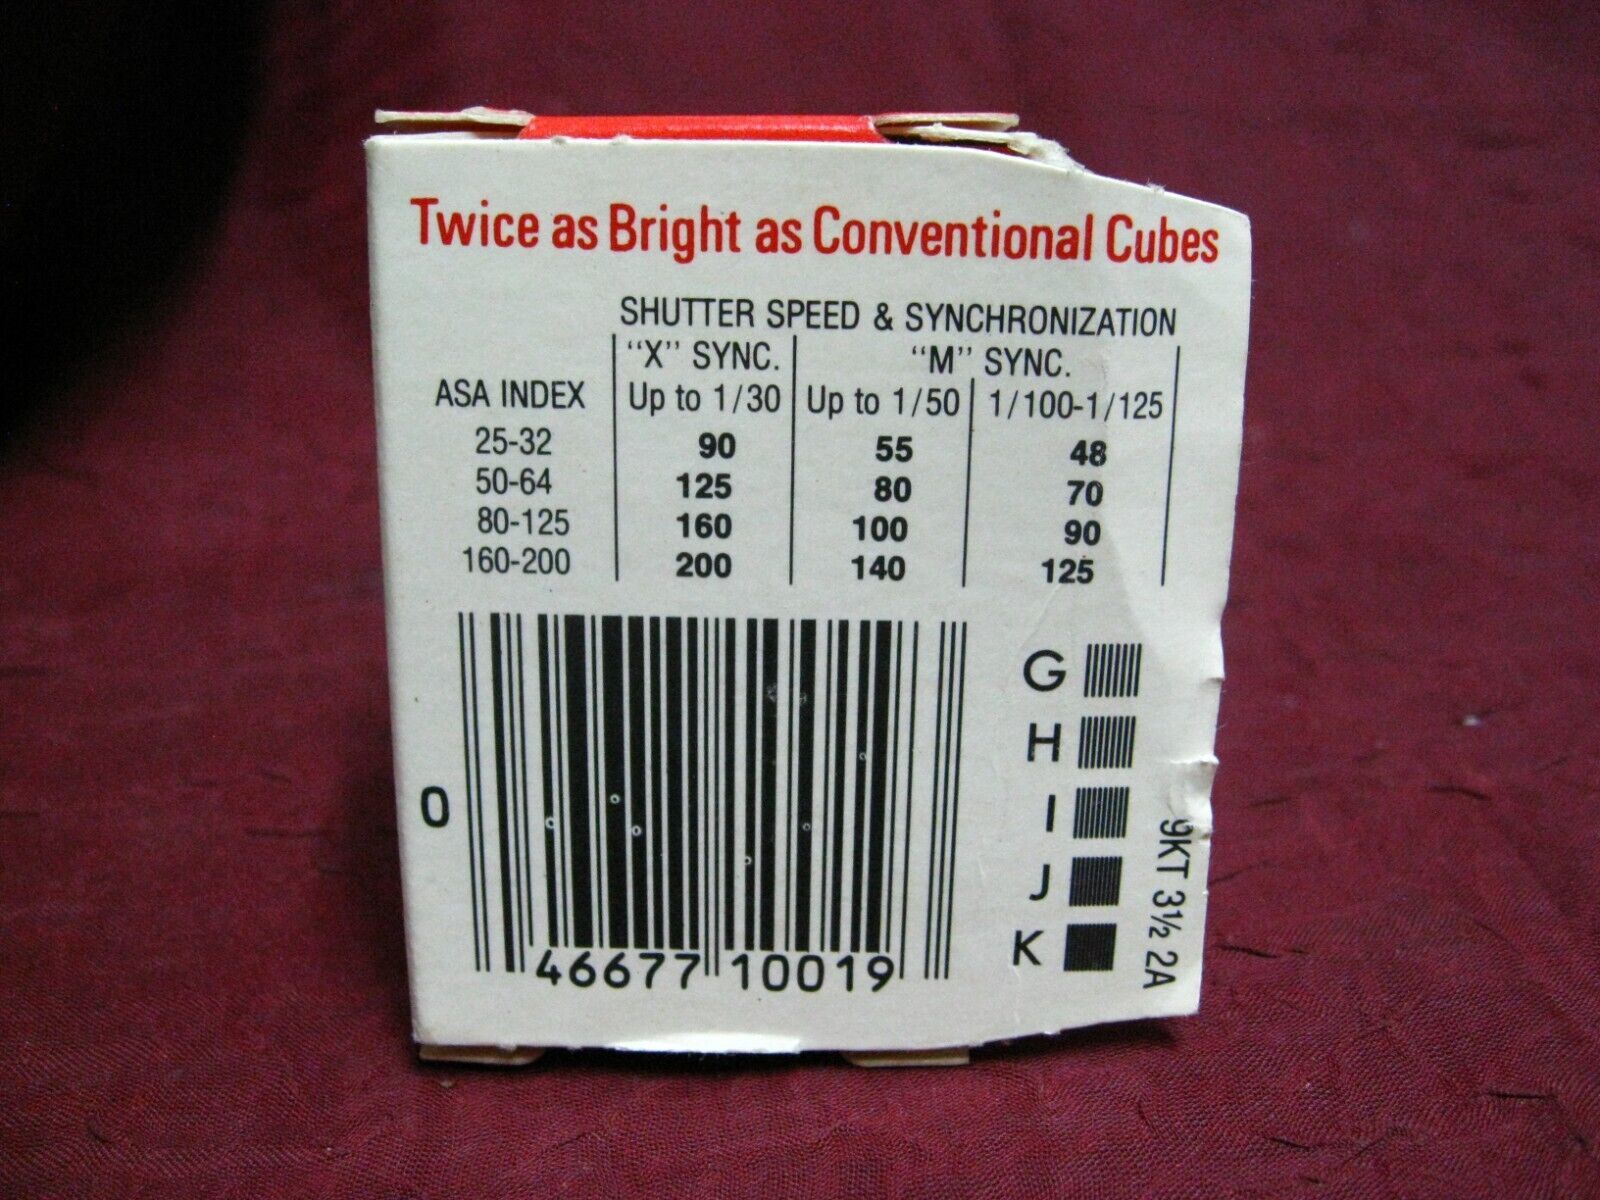 Twice as Bright as Conventional Cubes
SHUTTER SPEED & SYNCHRONIZATION
"X" SYNC. "M" SYNC.
ASA INDEX Up to 1/30 Up to 1/50 1/100-1/125
25-32 90 55 48
50-64 125 80 70
80-125 160 100 90
160-200 200 140 125
G
H
I
J
K
9KT 3½ 2A
0 46677 10019